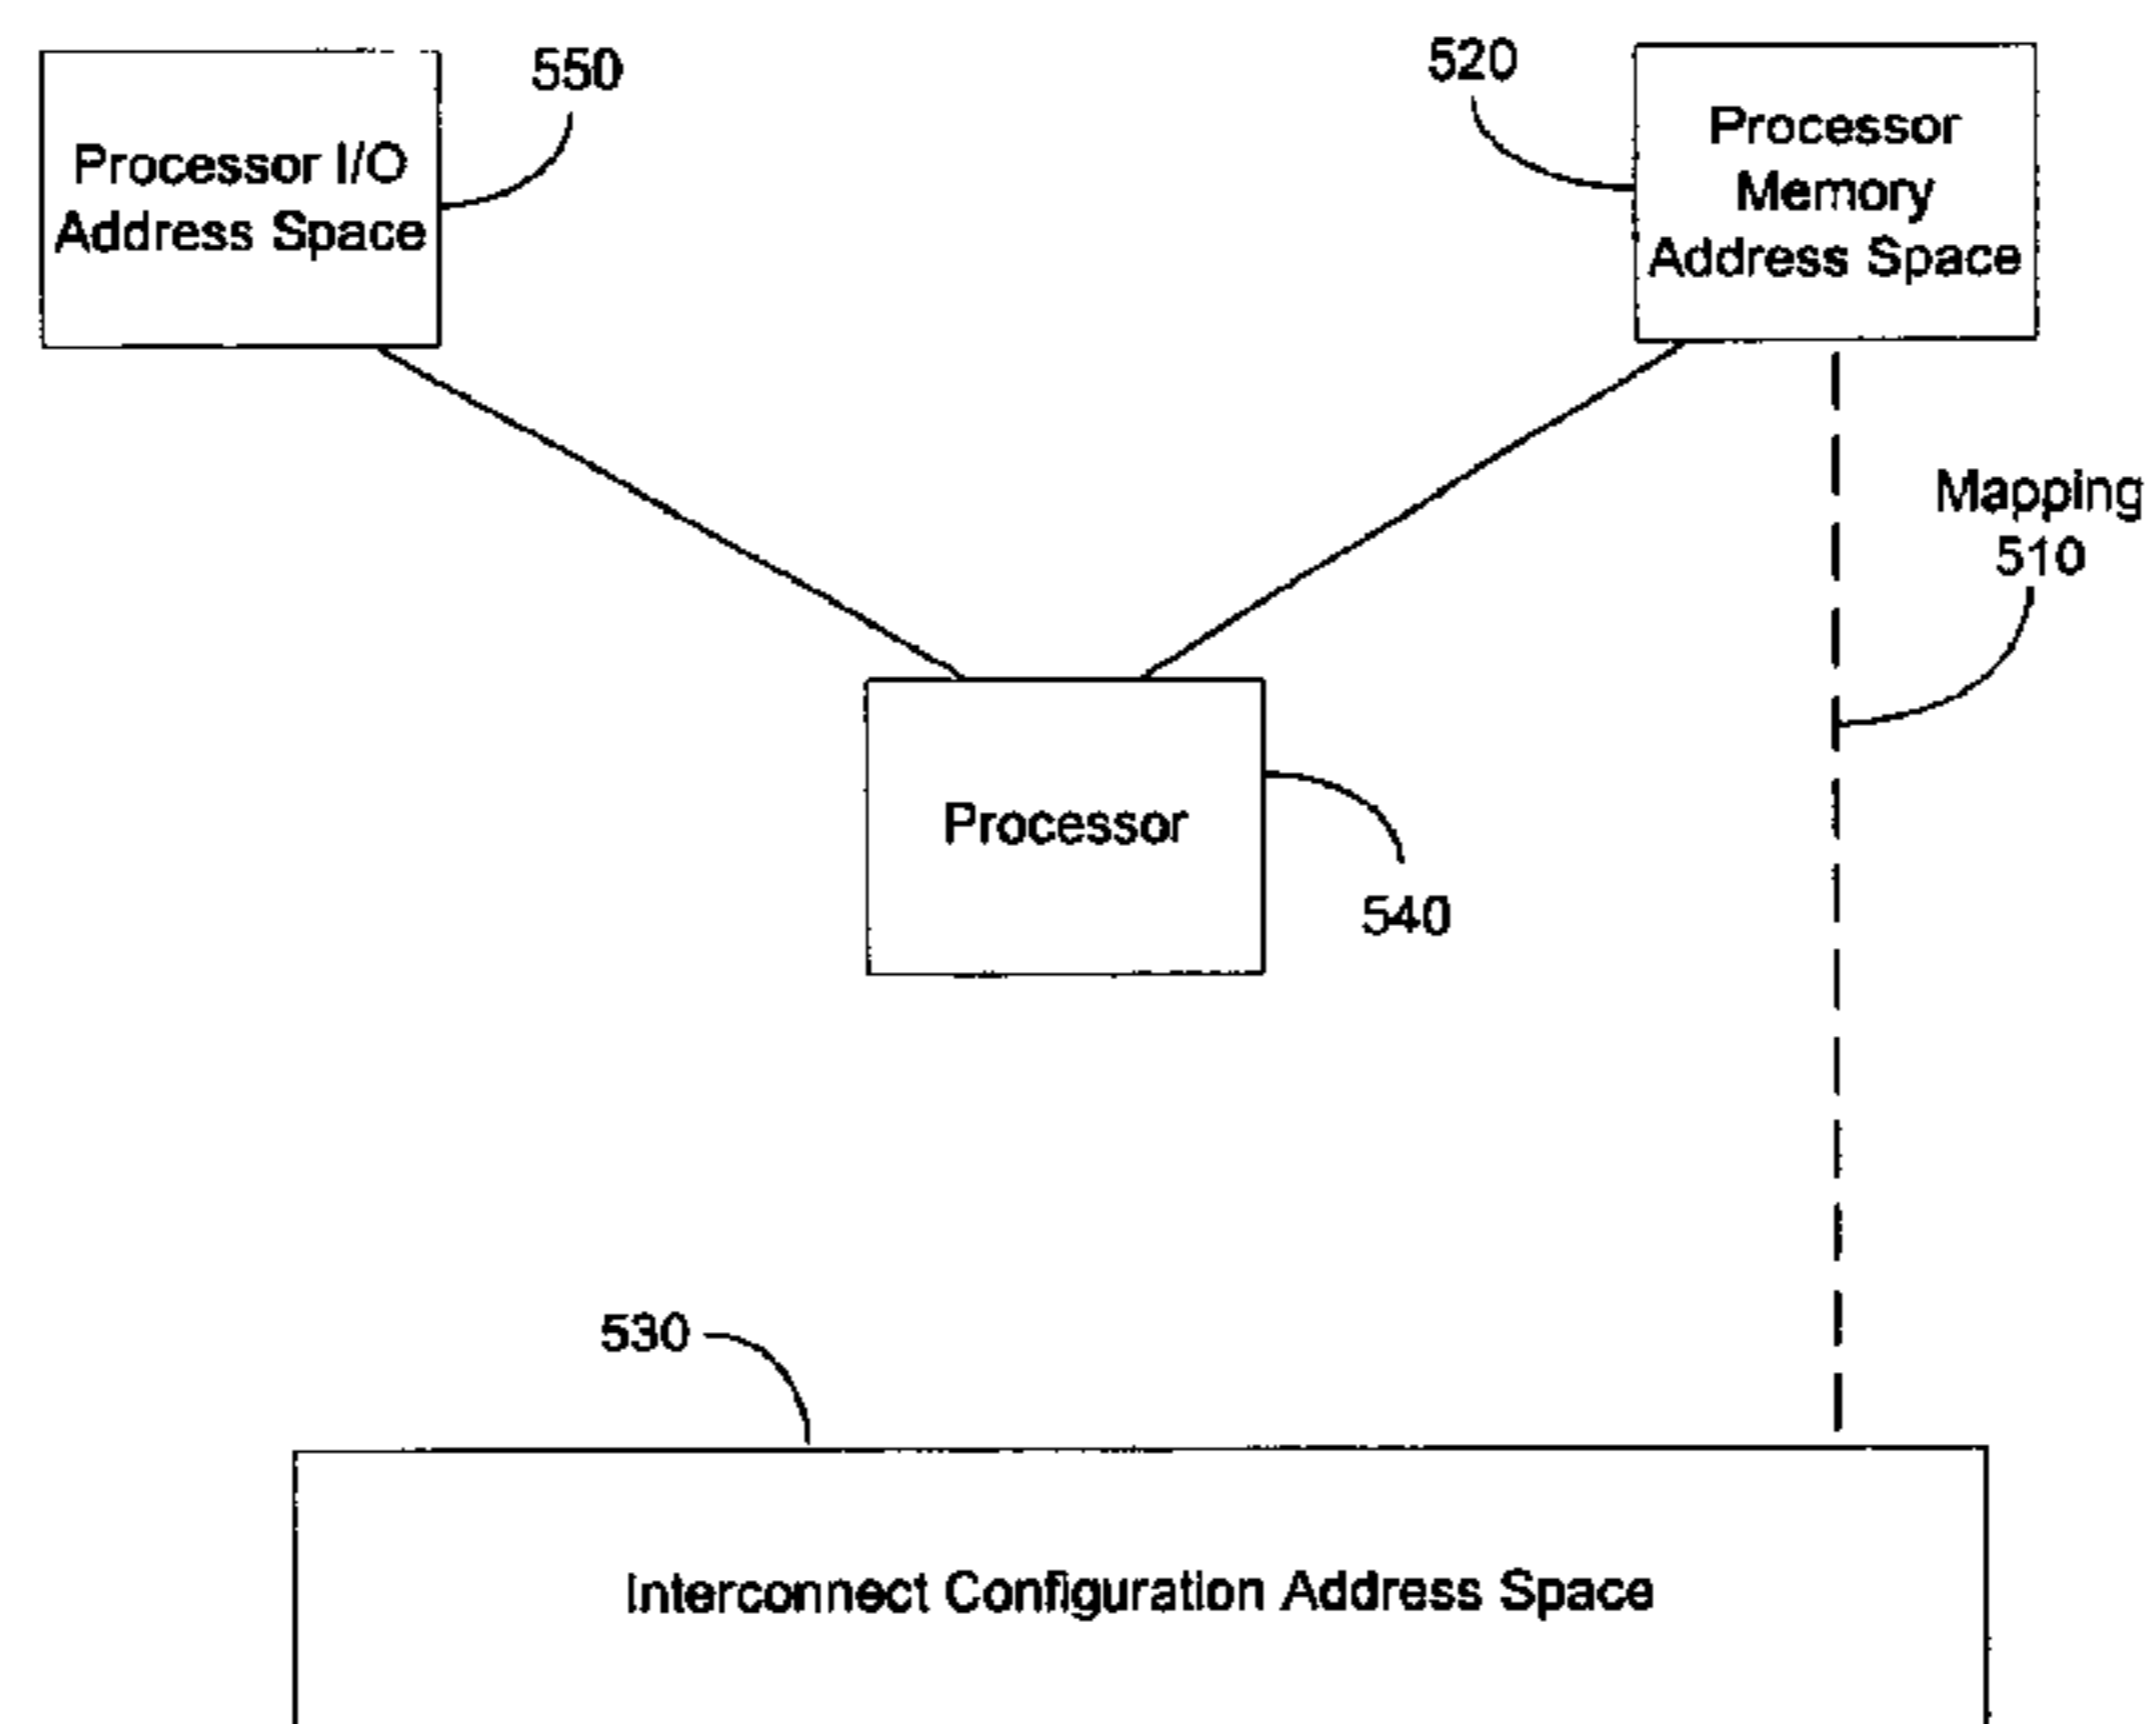 550
Processor I/O
Address Space
520
Processor
Memory
Address Space
Mapping
510
Processor
540
530
Interconnect Configuration Address Space